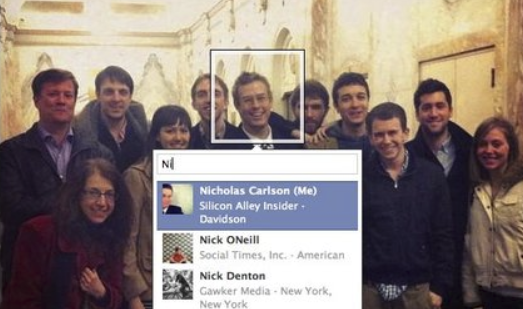 Ni
Nicholas Carlson (Me)
Silicon Alley Insider ·
Davidson
Nick ONeill
Social Times, Inc. · American
Nick Denton
Gawker Media · New York,
New York